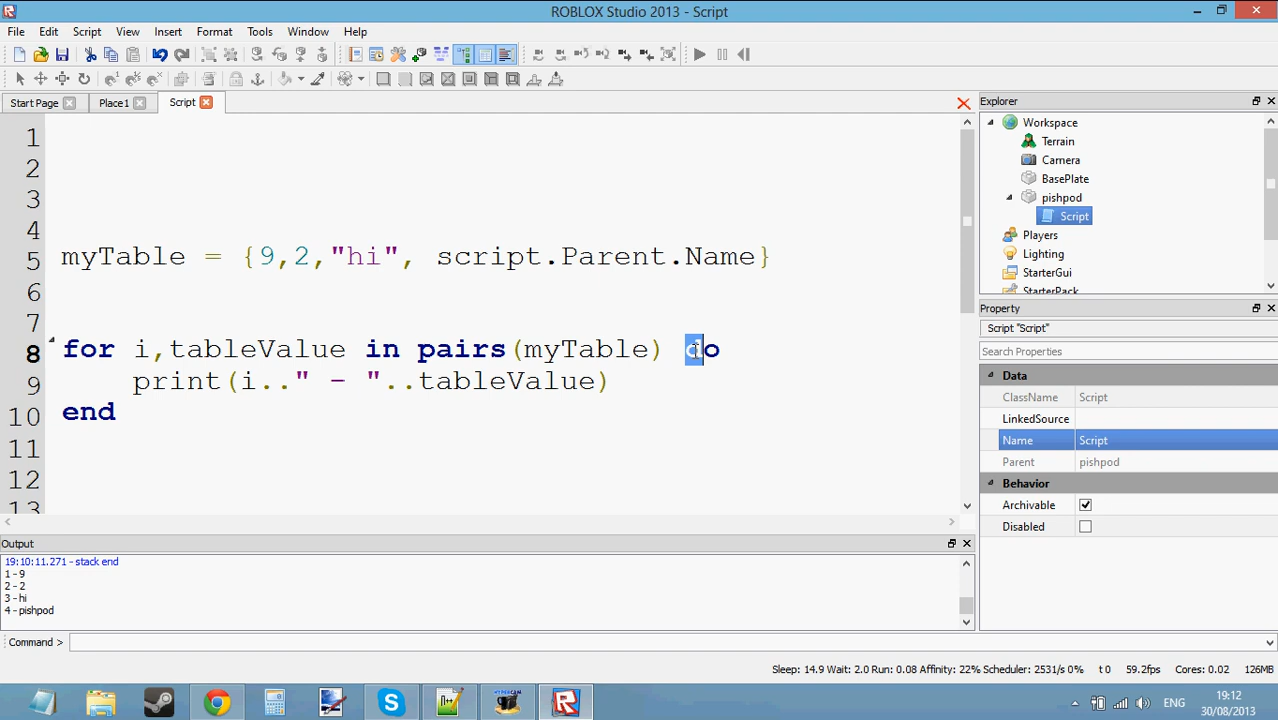 ROBLOX Studio 2013 - Script
File Edit Script View Insert Format Tools Window Help
Start Page Place1 Script
1
2
3
4
5 myTable = {9,2,"hi", script.Parent.Name}
6
7
8 for i,tableValue in pairs(myTable) do
9 print(i.." - "..tableValue)
10 end
11
12
13
Explorer
Workspace
Terrain
Camera
BasePlate
pishpod
Script
Players
Lighting
StarterGui
StarterPack
Property
Script "Script"
Search Properties
Data
ClassName Script
LinkedSource
Name Script
Parent pishpod
Behavior
Archivable
Disabled
Output
19:10:11.271 - stack end
1 - 9
2 - 2
3 - hi
4 - pishpod
Command >
Sleep: 14.9 Wait: 2.0 Run: 0.08 Affinity: 22% Scheduler: 2531/s 0% t 0 59.2fps Cores: 0.02 126MB
ENG
19:12
30/08/2013